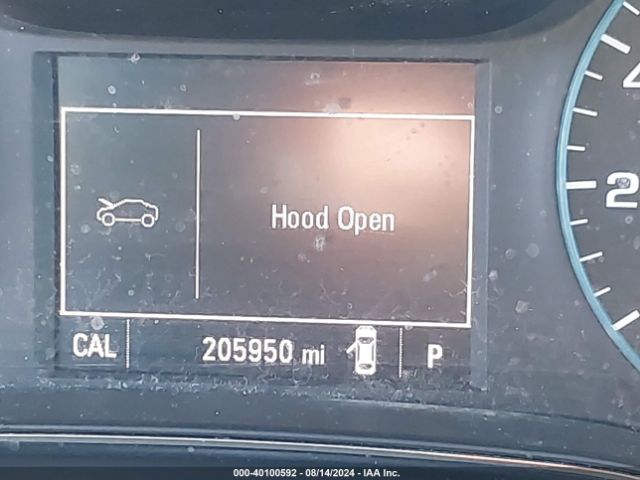 Hood Open
CAL 205950 mi P
2
000-40100592 - 08/14/2024 - IAA Inc.